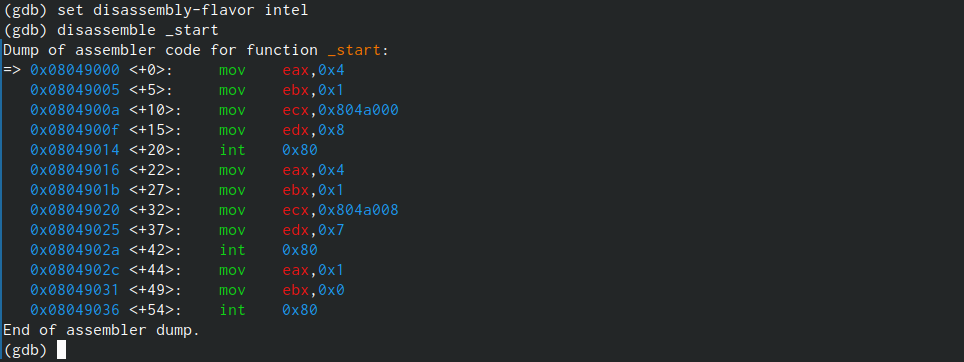 (gdb) set disassembly-flavor intel
(gdb) disassemble _start
Dump of assembler code for function _start:
=> 0x08049000 <+0>:	mov    eax,0x4
   0x08049005 <+5>:	mov    ebx,0x1
   0x0804900a <+10>:	mov    ecx,0x804a000
   0x0804900f <+15>:	mov    edx,0x8
   0x08049014 <+20>:	int    0x80
   0x08049016 <+22>:	mov    eax,0x4
   0x0804901b <+27>:	mov    ebx,0x1
   0x08049020 <+32>:	mov    ecx,0x804a008
   0x08049025 <+37>:	mov    edx,0x7
   0x0804902a <+42>:	int    0x80
   0x0804902c <+44>:	mov    eax,0x1
   0x08049031 <+49>:	mov    ebx,0x0
   0x08049036 <+54>:	int    0x80
End of assembler dump.
(gdb)